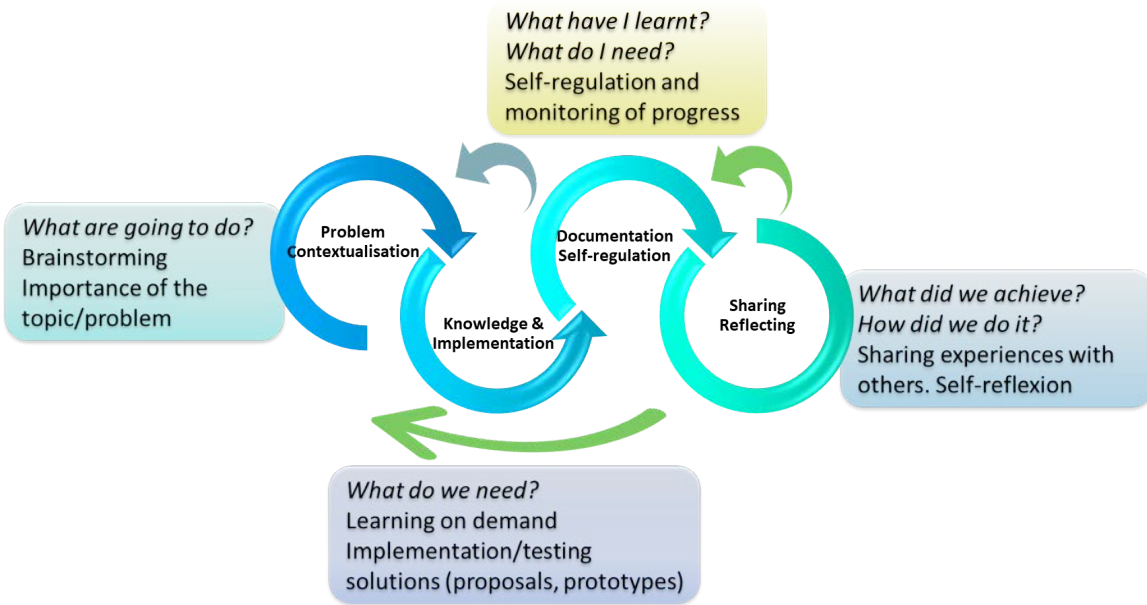 What have I learnt?
What do I need?
Self-regulation and
monitoring of progress
What are going to do?
Brainstorming
Importance of the
topic/problem
Problem
Contextualisation
Knowledge &
Implementation
Documentation
Self-regulation
Sharing
Reflecting
What did we achieve?
How did we do it?
Sharing experiences with
others. Self-reflexion
What do we need?
Learning on demand
Implementation/testing
solutions (proposals, prototypes)